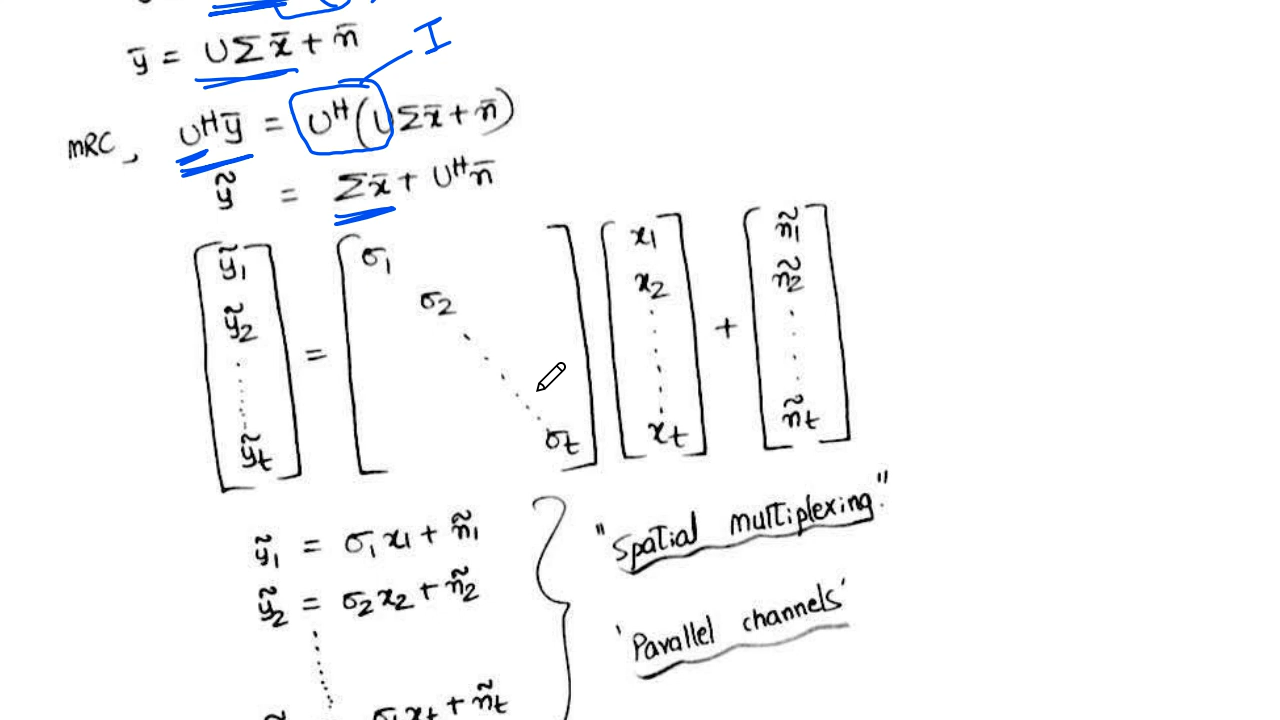 I
ȳ = UΣx̄ + n̄
MRC, Uᴴȳ = Uᴴ(UΣx̄ + n̄)
ỹ = Σx̄ + Uᴴn̄
[ỹ₁ ỹ₂ ...... ỹt] = [σ₁ σ₂ ..... σt] [x₁ x₂ ..... xt] + [ñ₁ ñ₂ .... ñt]
ỹ₁ = σ₁x₁ + ñ₁
ỹ₂ = σ₂x₂ + ñ₂
"Spatial multiplexing."
'Parallel channels'
xt + ñt